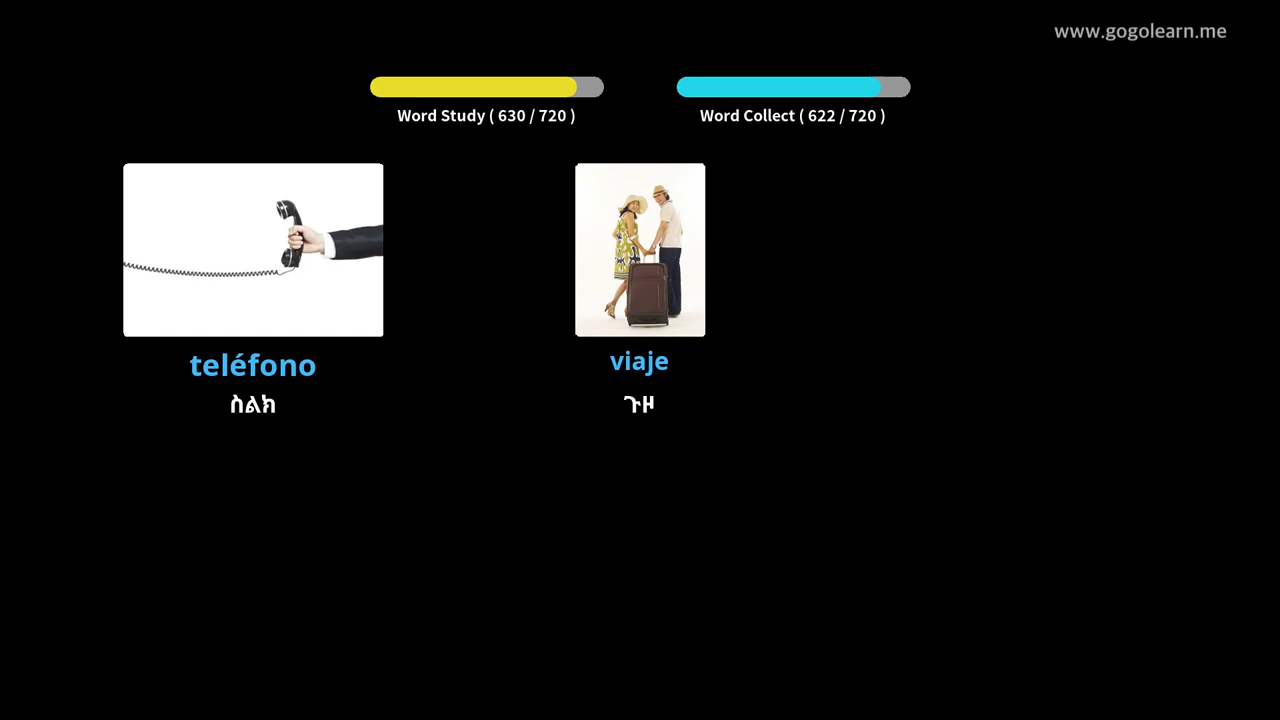 www.gogolearn.me
Word Study ( 630 / 720 )
Word Collect ( 622 / 720 )
teléfono
ስልክ
viaje
ጉዞ